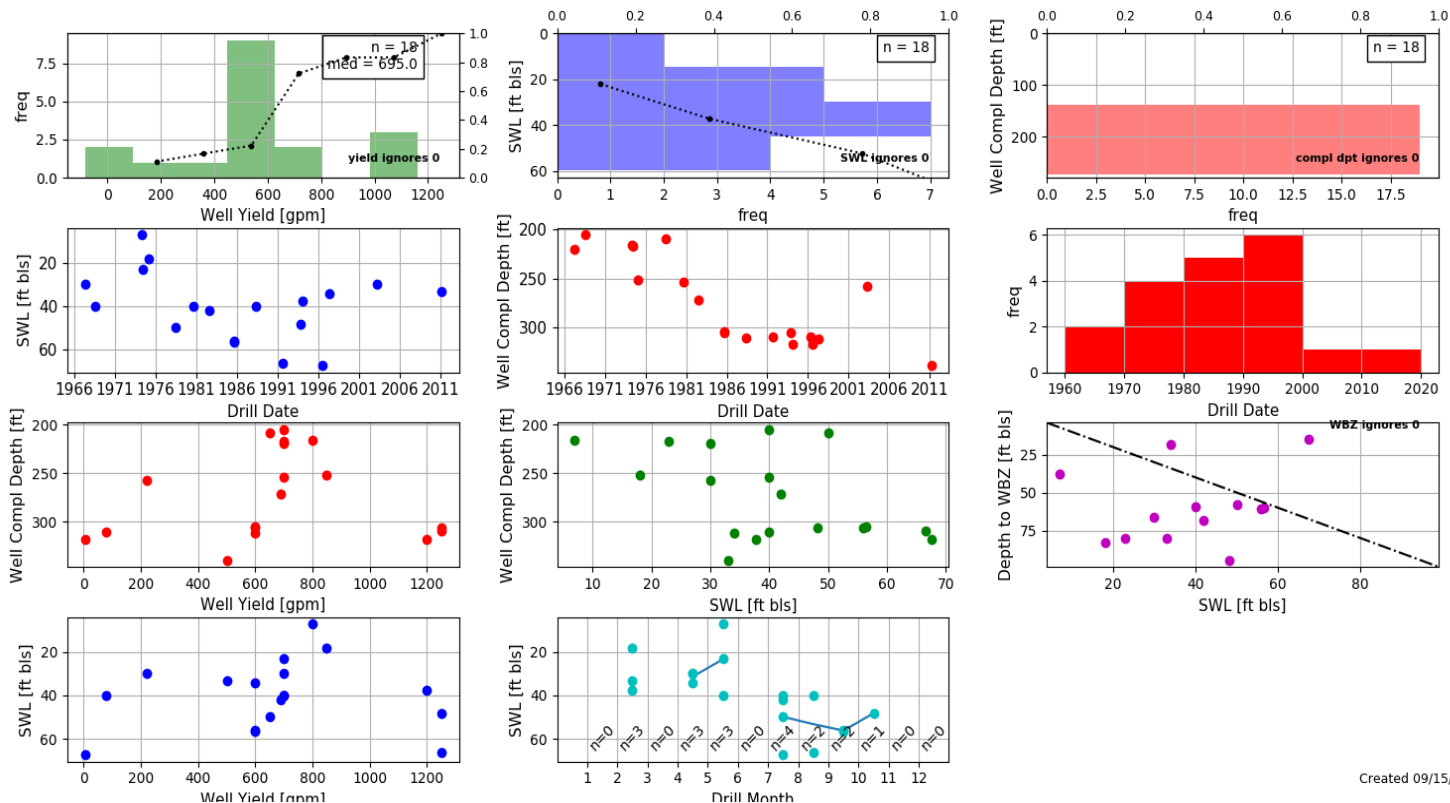 0.0 0.2 0.4 0.6 0.8 1.0
0.0 0.2 0.4 0.6 0.8 1.0
n = 18
med = 695.0
yield ignores 0
freq
7.5
5.0
2.5
0.0
1.0
0.8
0.6
0.4
0.2
0.0
0 200 400 600 800 1000 1200
Well Yield [gpm]
n = 18
SWL ignores 0
SWL [ft bls]
0
20
40
60
0 1 2 3 4 5 6 7
freq
n = 18
compl dpt ignores 0
Well Compl Depth [ft]
0
100
200
0.0 2.5 5.0 7.5 10.0 12.5 15.0 17.5
freq
SWL [ft bls]
20
40
60
1966 1971 1976 1981 1986 1991 1996 2001 2006 2011
Drill Date
Well Compl Depth [ft]
200
250
300
1966 1971 1976 1981 1986 1991 1996 2001 2006 2011
Drill Date
freq
6
4
2
0
1960 1970 1980 1990 2000 2010 2020
Drill Date
Well Compl Depth [ft]
200
250
300
0 200 400 600 800 1000 1200
Well Yield [gpm]
Well Compl Depth [ft]
200
250
300
10 20 30 40 50 60 70
SWL [ft bls]
WBZ ignores 0
Depth to WBZ [ft bls]
25
50
75
20 40 60 80
SWL [ft bls]
SWL [ft bls]
20
40
60
0 200 400 600 800 1000 1200
Well Yield [gpm]
SWL [ft bls]
20
40
60
n=0 n=3 n=0 n=3 n=3 n=0 n=4 n=2 n=2 n=1 n=0 n=0
1 2 3 4 5 6 7 8 9 10 11 12
Drill Month
Created 09/15/